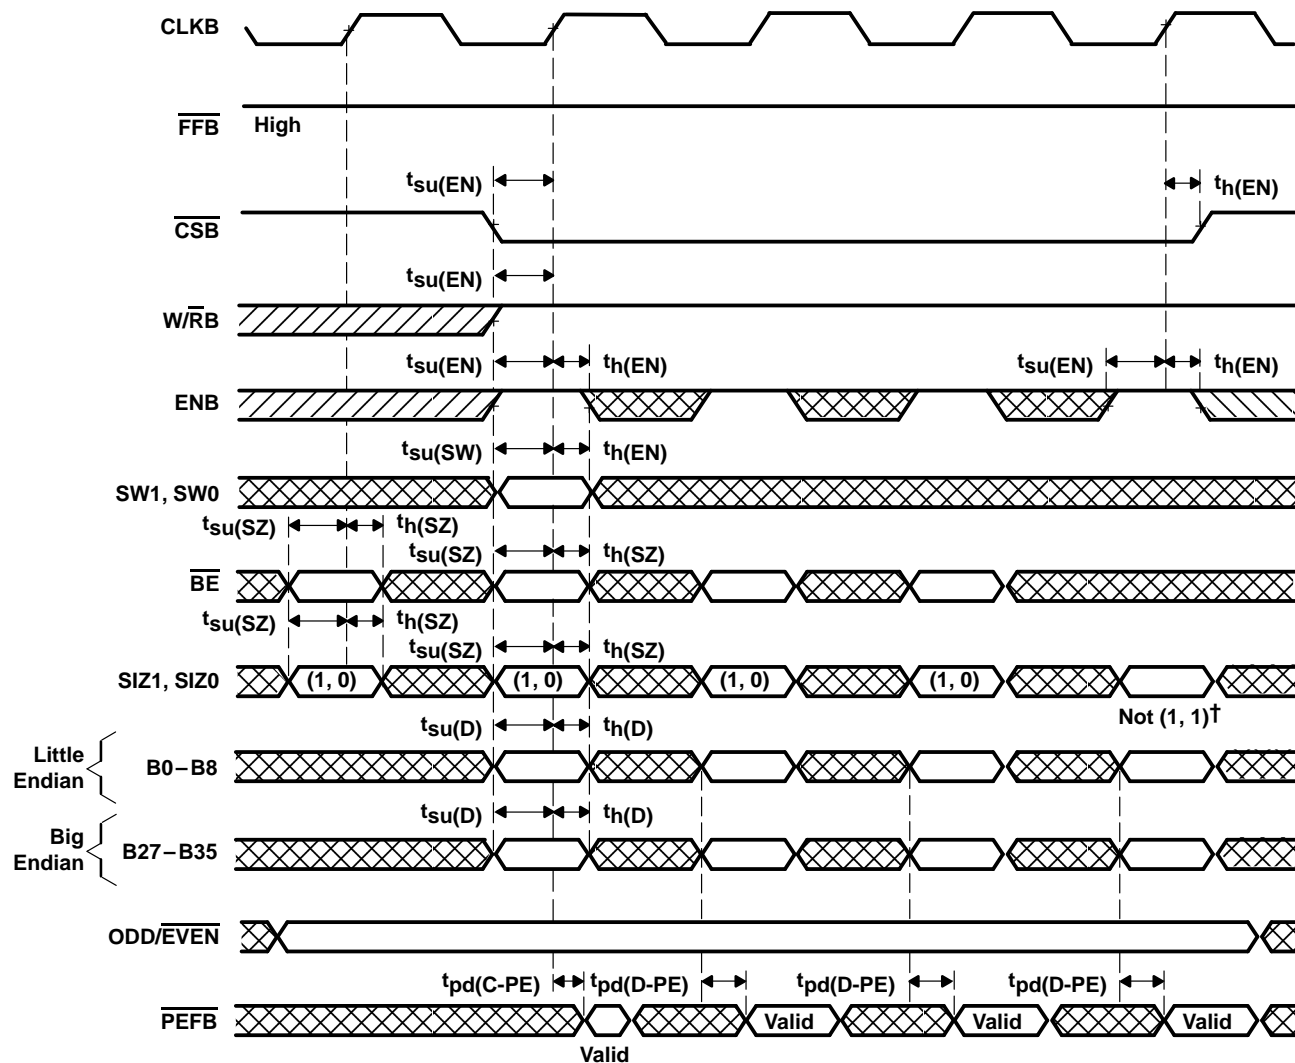 CLKB
FFB High
tsu(EN) th(EN)
CSB
tsu(EN)
W/RB
tsu(EN) th(EN) tsu(EN) th(EN)
ENB
tsu(SW) th(EN)
SW1, SW0
tsu(SZ) th(SZ)
tsu(SZ) th(SZ)
BE
tsu(SZ) th(SZ)
tsu(SZ) th(SZ)
SIZ1, SIZ0 (1, 0) (1, 0) (1, 0) (1, 0)
Not (1, 1)†
tsu(D) th(D)
Little
Endian
B0–B8
tsu(D) th(D)
Big
Endian
B27–B35
ODD/EVEN
tpd(C-PE) tpd(D-PE) tpd(D-PE) tpd(D-PE)
PEFB Valid Valid Valid
Valid